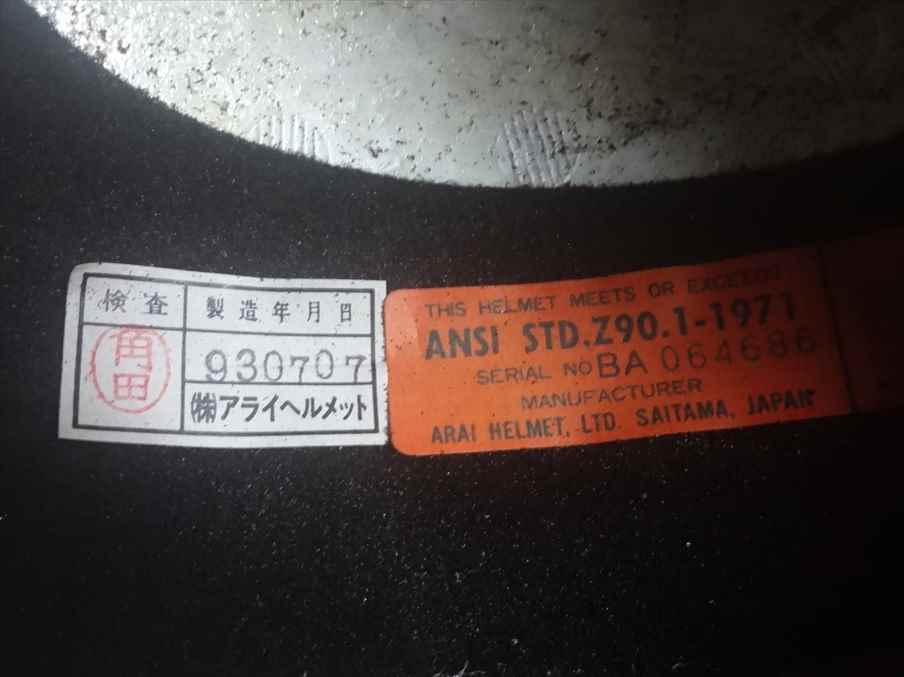 検査
製造年月日
角田
930707
㈱アライヘルメット
THIS HELMET MEETS OR EXCEEDS
ANSI STD.Z90.1-1971
SERIAL NO BA 064686
MANUFACTURER
ARAI HELMET, LTD. SAITAMA, JAPAN